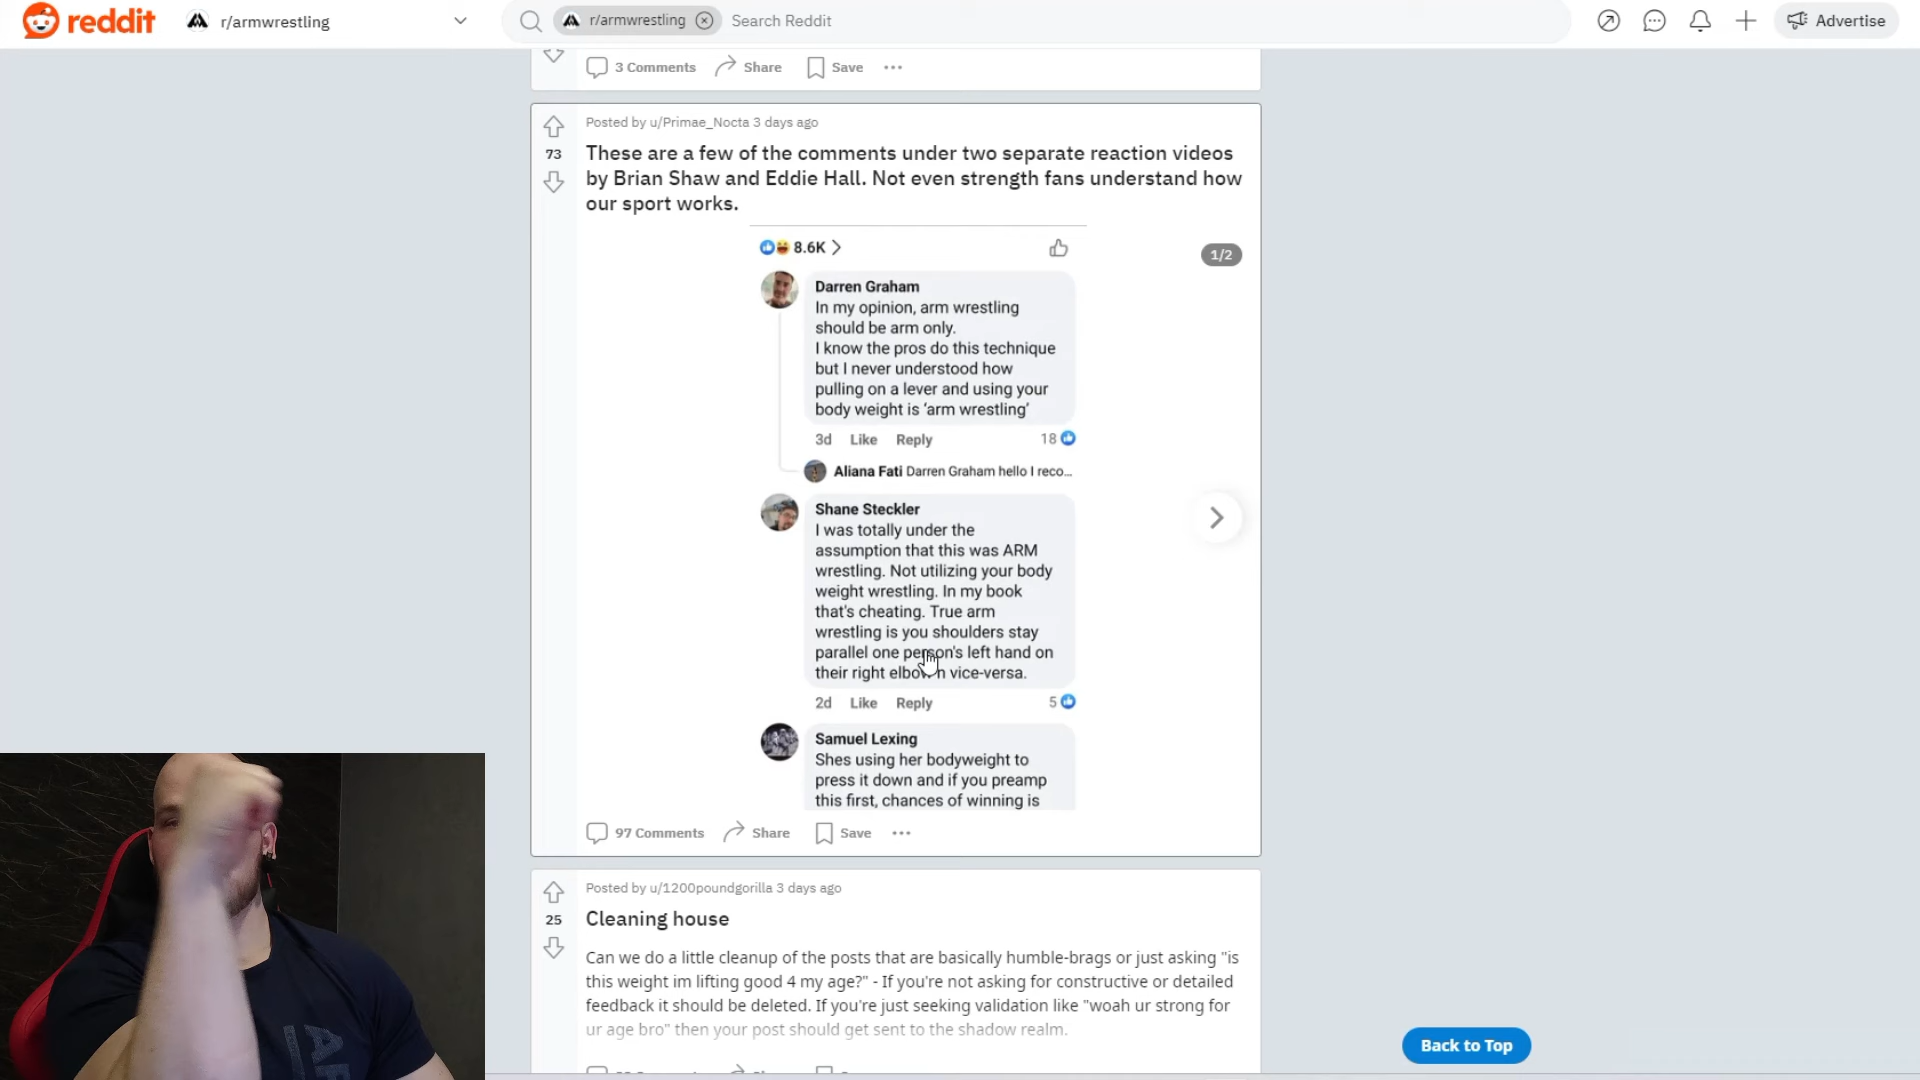 reddit r/armwrestling r/armwrestling Search Reddit Advertise
3 Comments Share Save
Posted by u/Primae_Nocta 3 days ago
73
These are a few of the comments under two separate reaction videos
by Brian Shaw and Eddie Hall. Not even strength fans understand how
our sport works.
8.6K
1/2
Darren Graham
In my opinion, arm wrestling
should be arm only.
I know the pros do this technique
but I never understood how
pulling on a lever and using your
body weight is ‘arm wrestling’
3d Like Reply 18
Aliana Fati Darren Graham hello I reco...
Shane Steckler
I was totally under the
assumption that this was ARM
wrestling. Not utilizing your body
weight wrestling. In my book
that's cheating. True arm
wrestling is you shoulders stay
parallel one person's left hand on
their right elbow n vice-versa.
2d Like Reply 5
Samuel Lexing
Shes using her bodyweight to
press it down and if you preamp
this first, chances of winning is
97 Comments Share Save
Posted by u/1200poundgorilla 3 days ago
25
Cleaning house
Can we do a little cleanup of the posts that are basically humble-brags or just asking "is
this weight im lifting good 4 my age?" - If you're not asking for constructive or detailed
feedback it should be deleted. If you're just seeking validation like "woah ur strong for
ur age bro" then your post should get sent to the shadow realm.
Back to Top